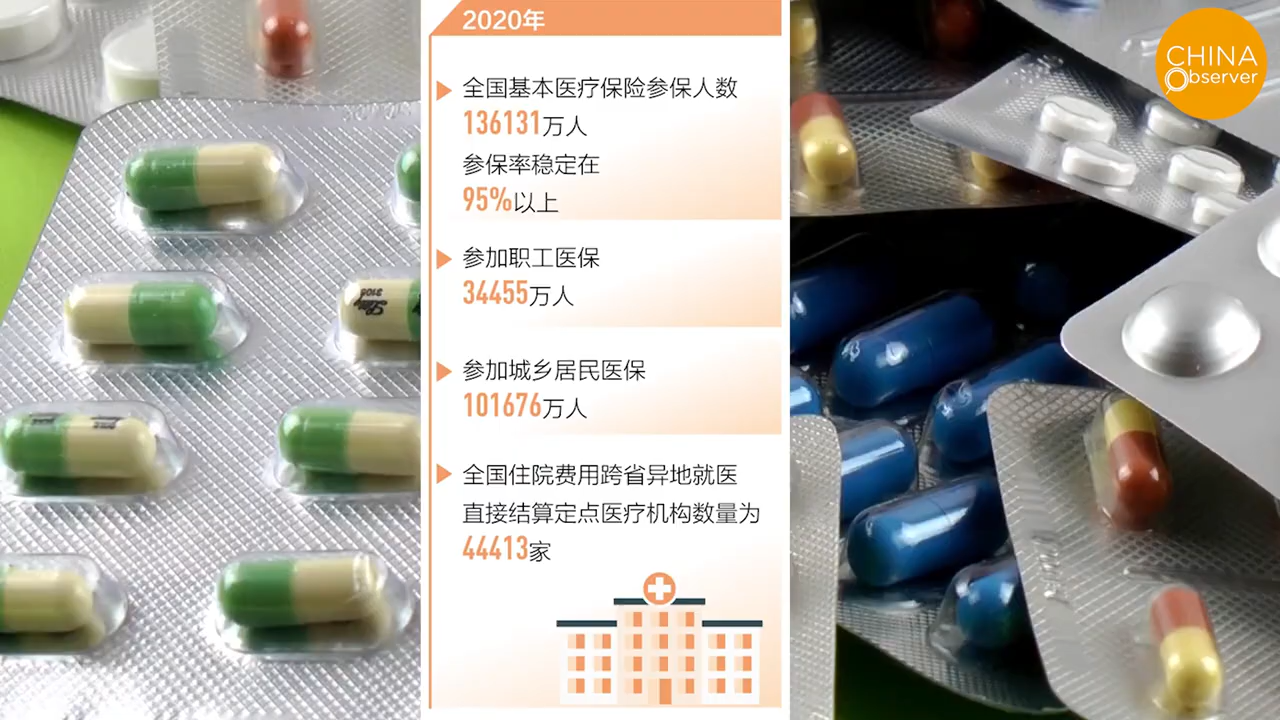 2020年
全国基本医疗保险参保人数
136131万人
参保率稳定在
95%以上
参加职工医保
34455万人
参加城乡居民医保
101676万人
全国住院费用跨省异地就医
直接结算定点医疗机构数量为
44413家
CHINA
Observer
Lilly
3105